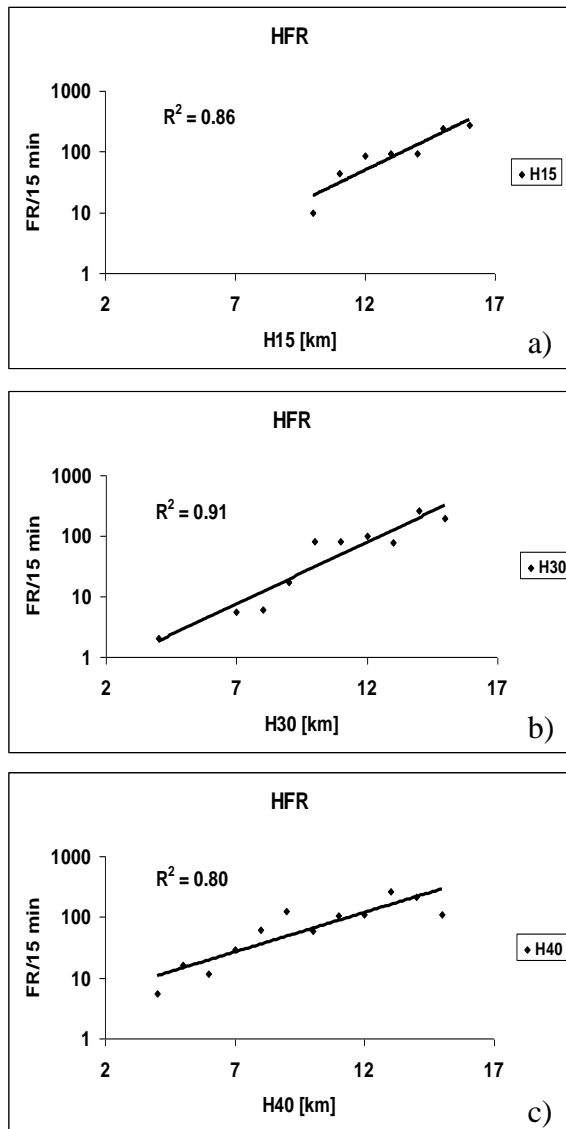 HFR
R² = 0.86
1000
100
10
1
FR/15 min
2 7 12 17
H15 [km]
H15
a)
HFR
R² = 0.91
1000
100
10
1
FR/15 min
2 7 12 17
H30 [km]
H30
b)
HFR
R² = 0.80
1000
100
10
1
FR/15 min
2 7 12 17
H40 [km]
H40
c)